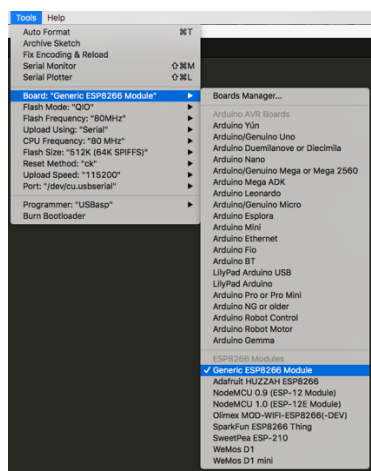 Tools Help
Auto Format ⌘T
Archive Sketch
Fix Encoding & Reload
Serial Monitor ⇧⌘M
Serial Plotter ⇧⌘L
Board: "Generic ESP8266 Module"
Flash Mode: "QIO"
Flash Frequency: "80MHz"
Upload Using: "Serial"
CPU Frequency: "80 MHz"
Flash Size: "512K (64K SPIFFS)"
Reset Method: "ck"
Upload Speed: "115200"
Port: "/dev/cu.usbserial"
Programmer: "USBasp"
Burn Bootloader
Boards Manager...
Arduino AVR Boards
Arduino Yún
Arduino/Genuino Uno
Arduino Duemilanove or Diecimila
Arduino Nano
Arduino/Genuino Mega or Mega 2560
Arduino Mega ADK
Arduino Leonardo
Arduino/Genuino Micro
Arduino Esplora
Arduino Mini
Arduino Ethernet
Arduino Fio
Arduino BT
LilyPad Arduino USB
LilyPad Arduino
Arduino Pro or Pro Mini
Arduino NG or older
Arduino Robot Control
Arduino Robot Motor
Arduino Gemma
ESP8266 Modules
✓ Generic ESP8266 Module
Adafruit HUZZAH ESP8266
NodeMCU 0.9 (ESP-12 Module)
NodeMCU 1.0 (ESP-12E Module)
Olimex MOD-WIFI-ESP8266(-DEV)
SparkFun ESP8266 Thing
SweetPea ESP-210
WeMos D1
WeMos D1 mini